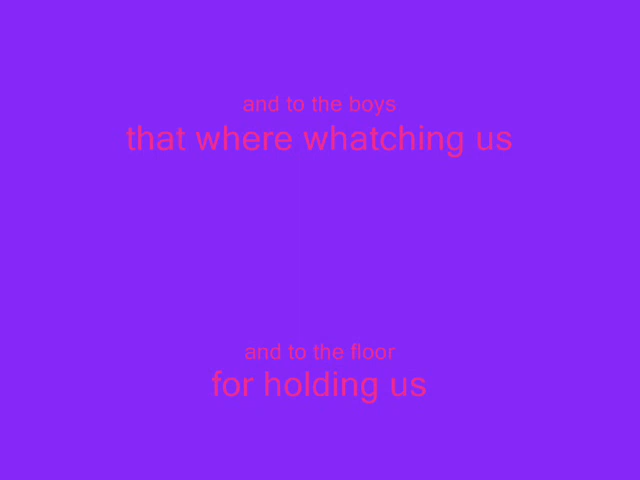 and to the boys
that where whatching us
and to the floor
for holding us